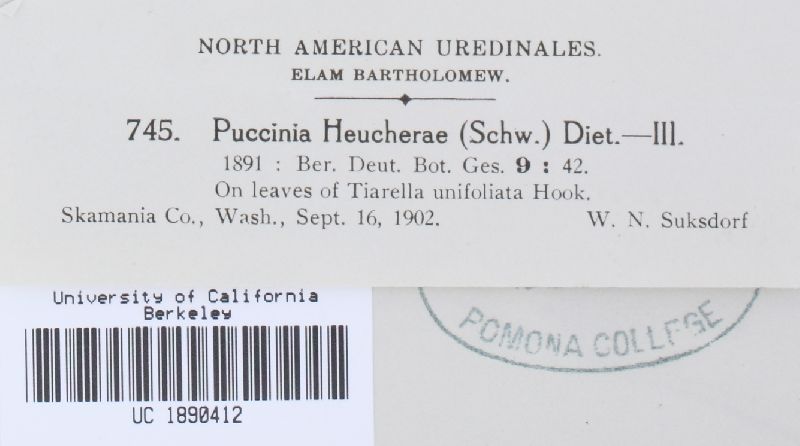 NORTH AMERICAN UREDINALES.
ELAM BARTHOLOMEW.
745. Puccinia Heucherae (Schw.) Diet.—III.
1891 : Ber. Deut. Bot. Ges. 9 : 42.
On leaves of Tiarella unifoliata Hook.
Skamania Co., Wash., Sept. 16, 1902. W. N. Suksdorf
University of California
Berkeley
UC 1890412
POMONA COLLEGE